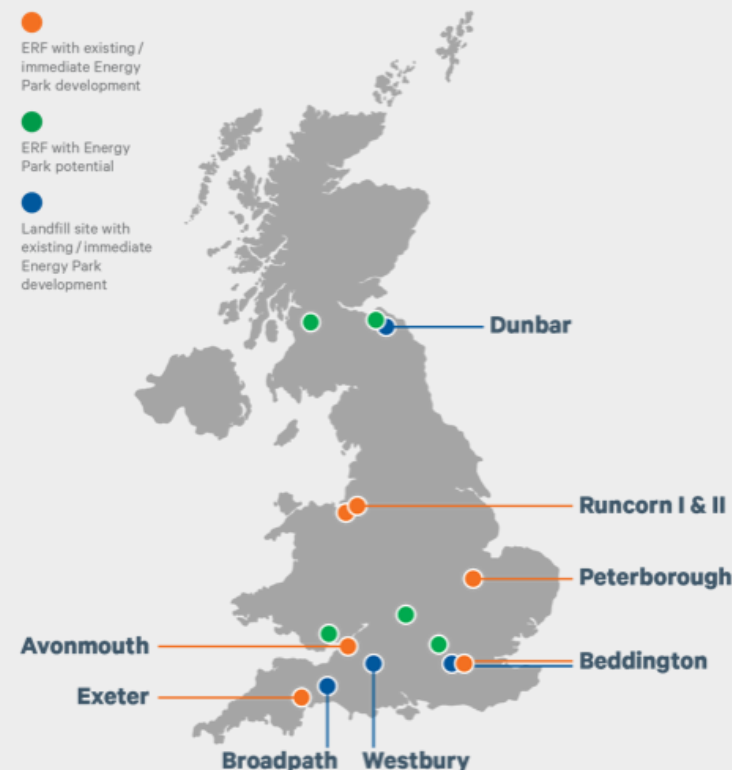 ERF with existing /
immediate Energy
Park development
ERF with Energy
Park potential
Landfill site with
existing / immediate
Energy Park
development
Dunbar
Runcorn I & II
Peterborough
Avonmouth
Beddington
Exeter
Broadpath
Westbury